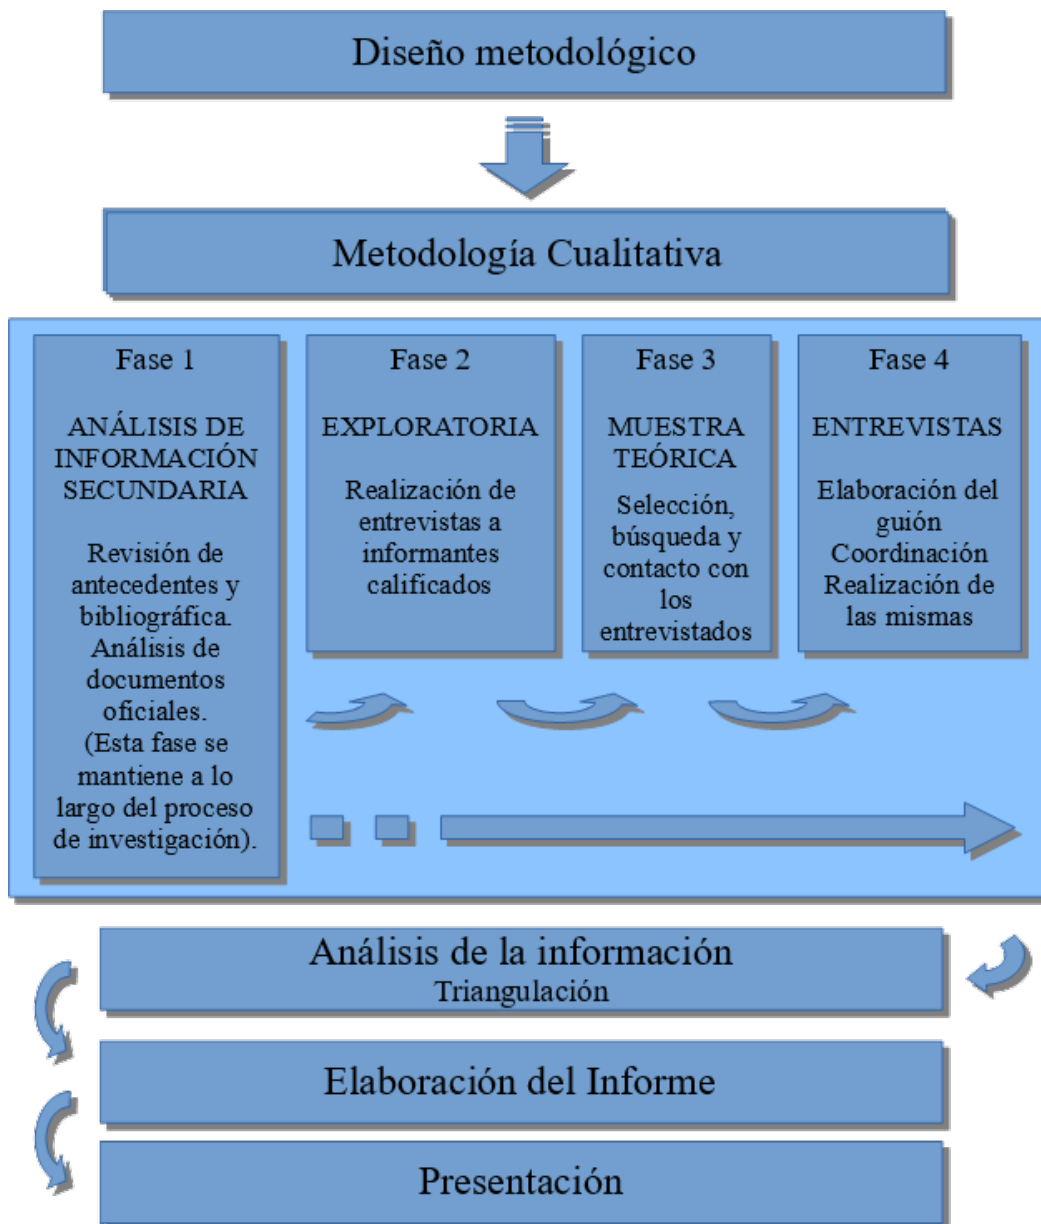 Diseño metodológico
Metodología Cualitativa
Fase 1
ANÁLISIS DE
INFORMACIÓN
SECUNDARIA
Revisión de
antecedentes y
bibliográfica.
Análisis de
documentos
oficiales.
(Esta fase se
mantiene a lo
largo del proceso
de investigación).
Fase 2
EXPLORATORIA
Realización de
entrevistas a
informantes
calificados
Fase 3
MUESTRA
TEÓRICA
Selección,
búsqueda y
contacto con
los
entrevistados
Fase 4
ENTREVISTAS
Elaboración del
guión
Coordinación
Realización de
las mismas
Análisis de la información
Triangulación
Elaboración del Informe
Presentación